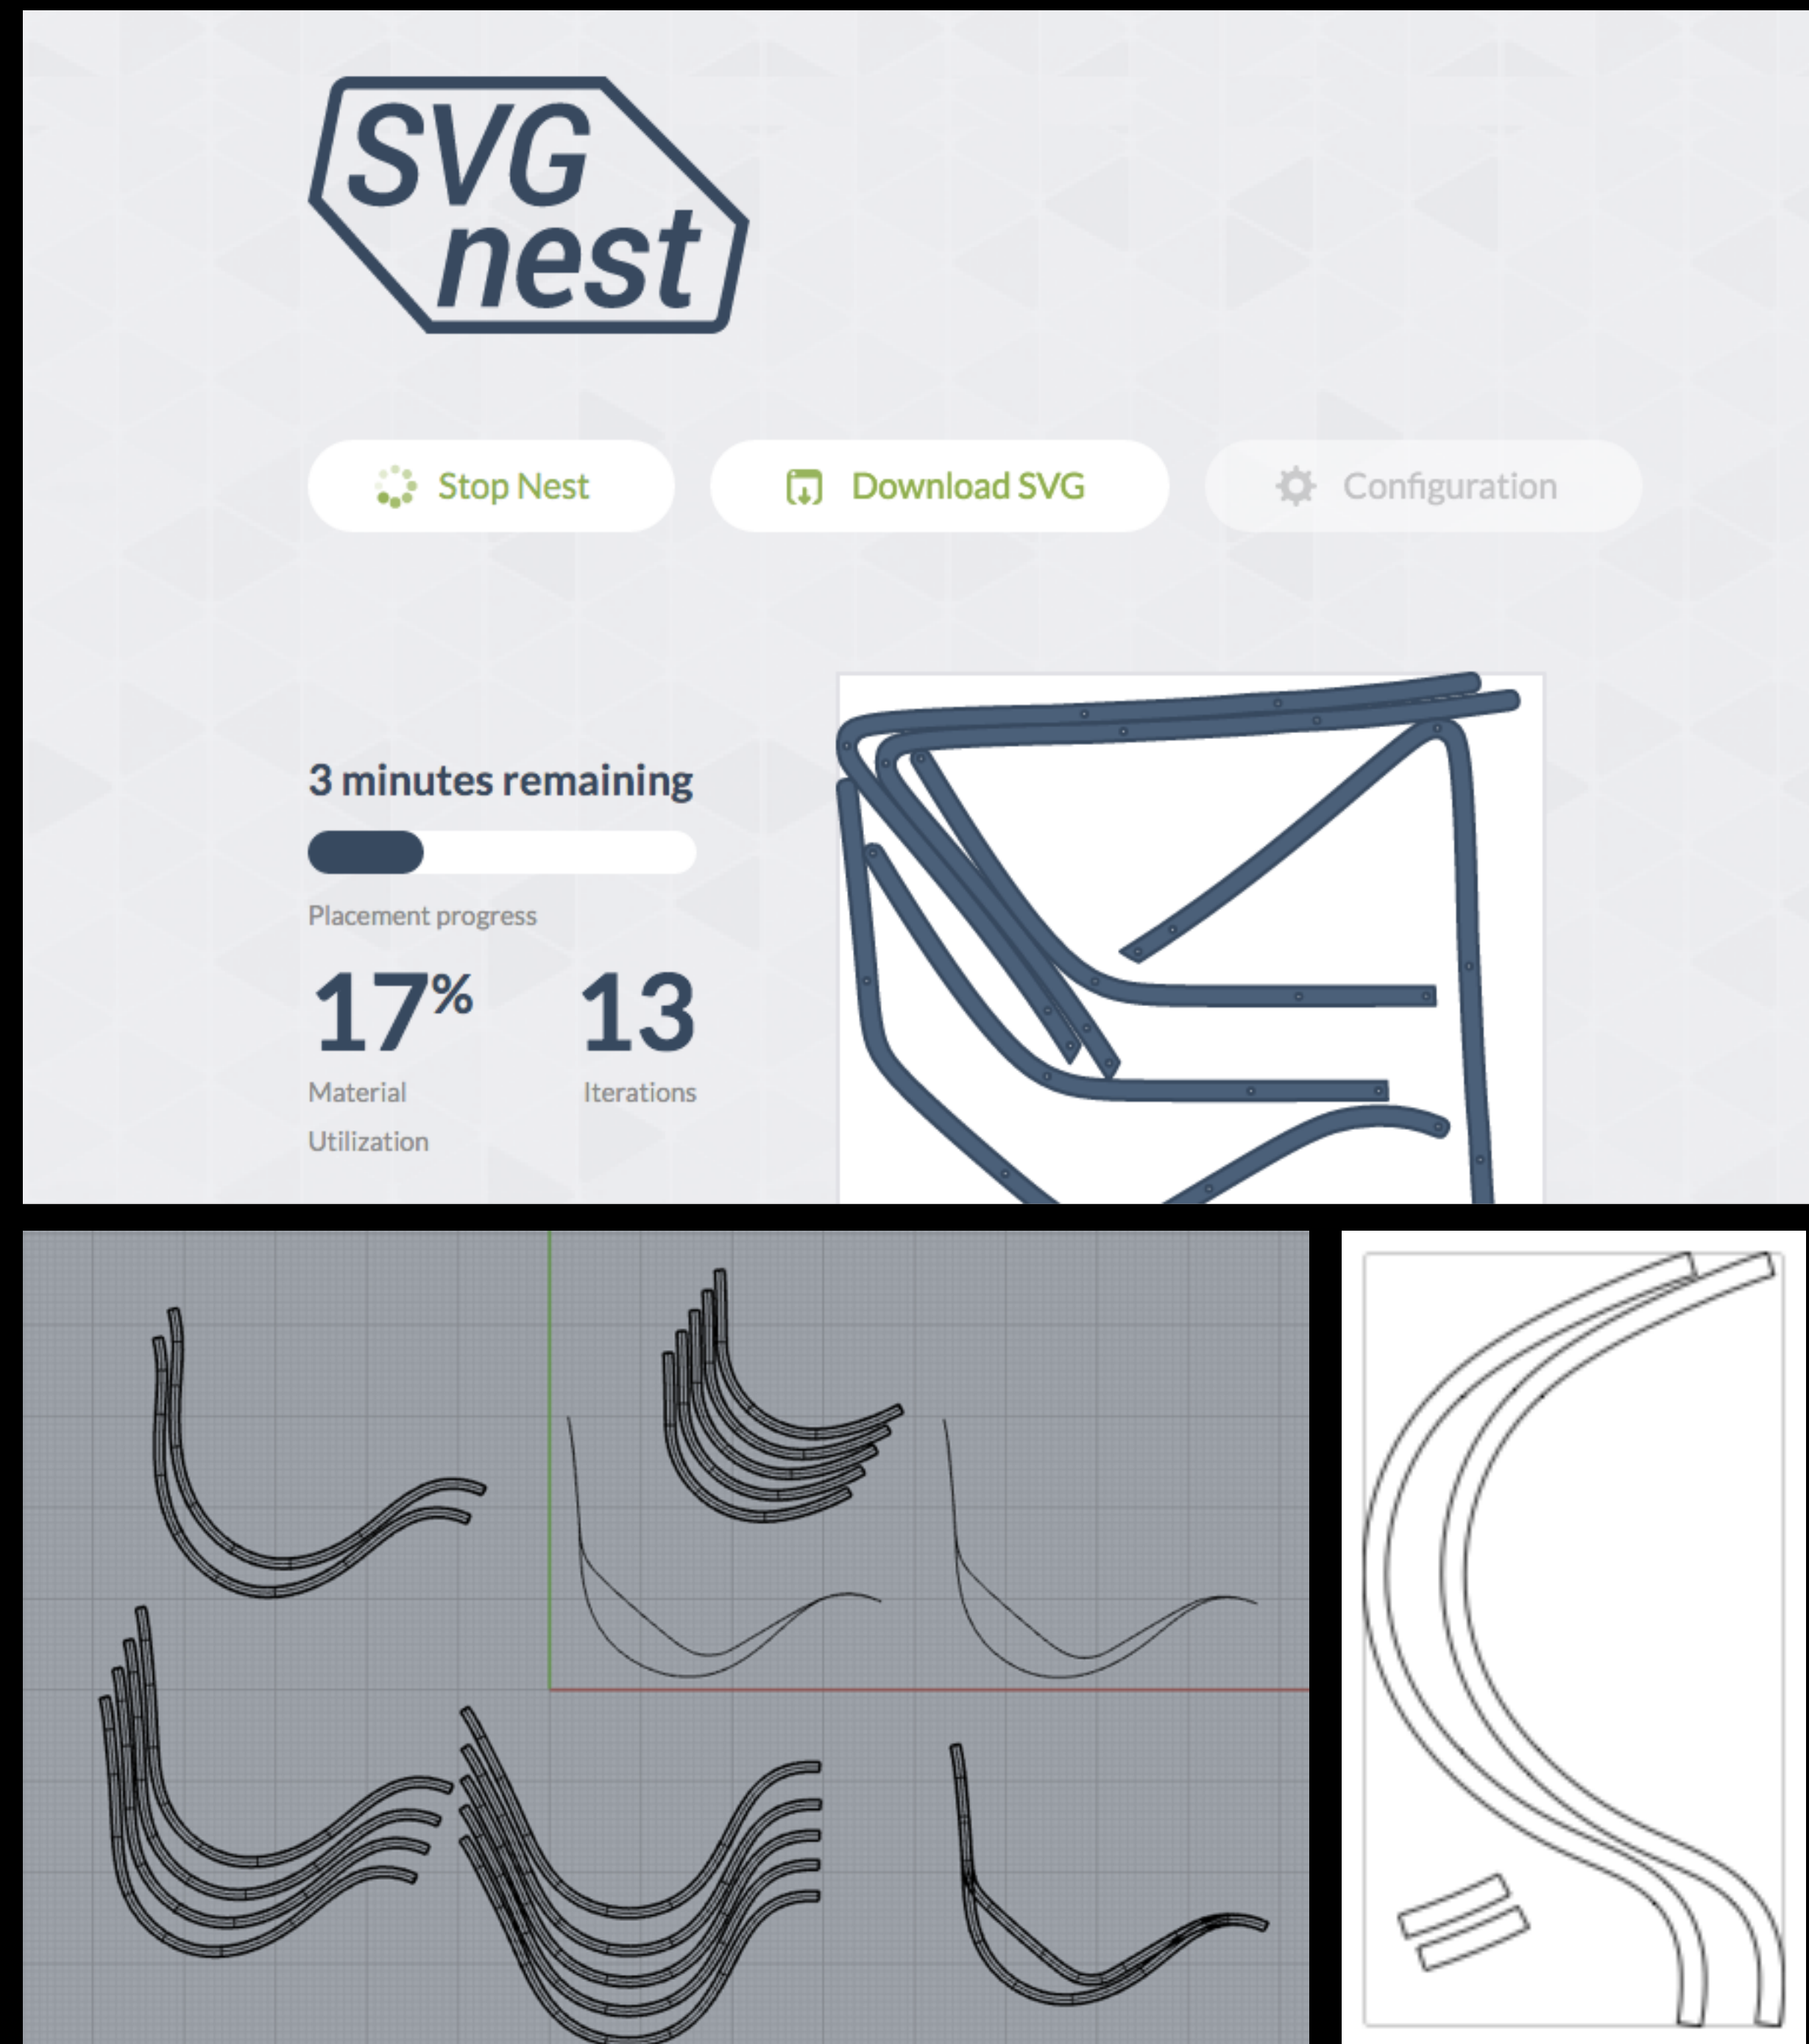 SVG
nest
Stop Nest
Download SVG
Configuration
3 minutes remaining
Placement progress
17%
13
Material
Utilization
Iterations